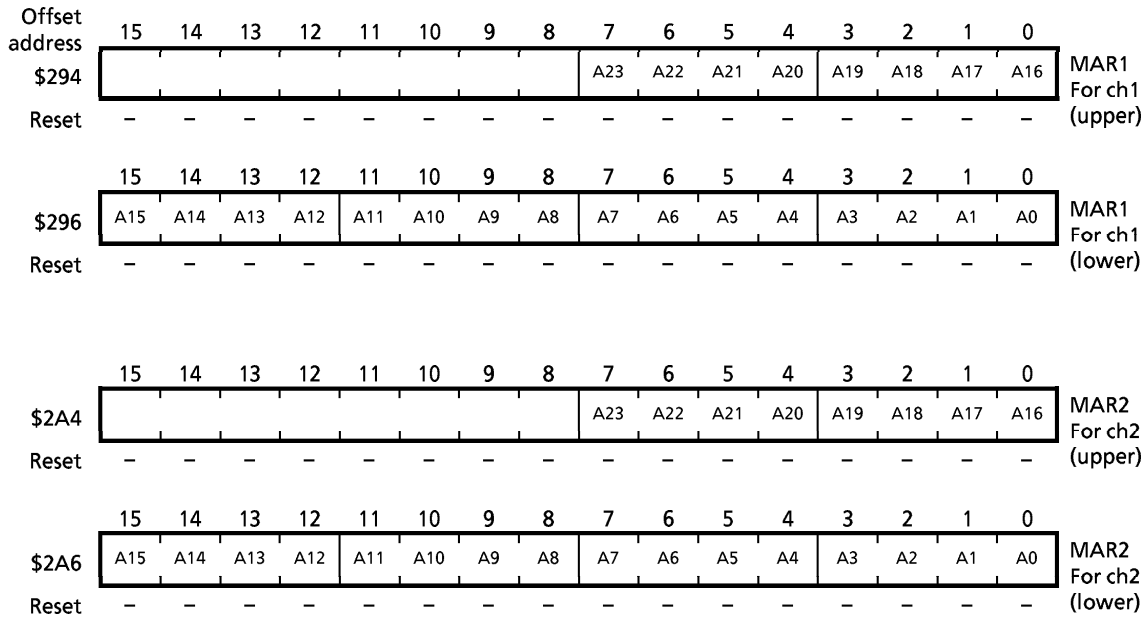 Offset address 15 14 13 12 11 10 9 8 7 6 5 4 3 2 1 0
$294 A23 A22 A21 A20 A19 A18 A17 A16 MAR1 For ch1 (upper)
Reset – – – – – – – – – – – – – – – –
15 14 13 12 11 10 9 8 7 6 5 4 3 2 1 0
$296 A15 A14 A13 A12 A11 A10 A9 A8 A7 A6 A5 A4 A3 A2 A1 A0 MAR1 For ch1 (lower)
Reset – – – – – – – – – – – – – – – –
15 14 13 12 11 10 9 8 7 6 5 4 3 2 1 0
$2A4 A23 A22 A21 A20 A19 A18 A17 A16 MAR2 For ch2 (upper)
Reset – – – – – – – – – – – – – – – –
15 14 13 12 11 10 9 8 7 6 5 4 3 2 1 0
$2A6 A15 A14 A13 A12 A11 A10 A9 A8 A7 A6 A5 A4 A3 A2 A1 A0 MAR2 For ch2 (lower)
Reset – – – – – – – – – – – – – – – –